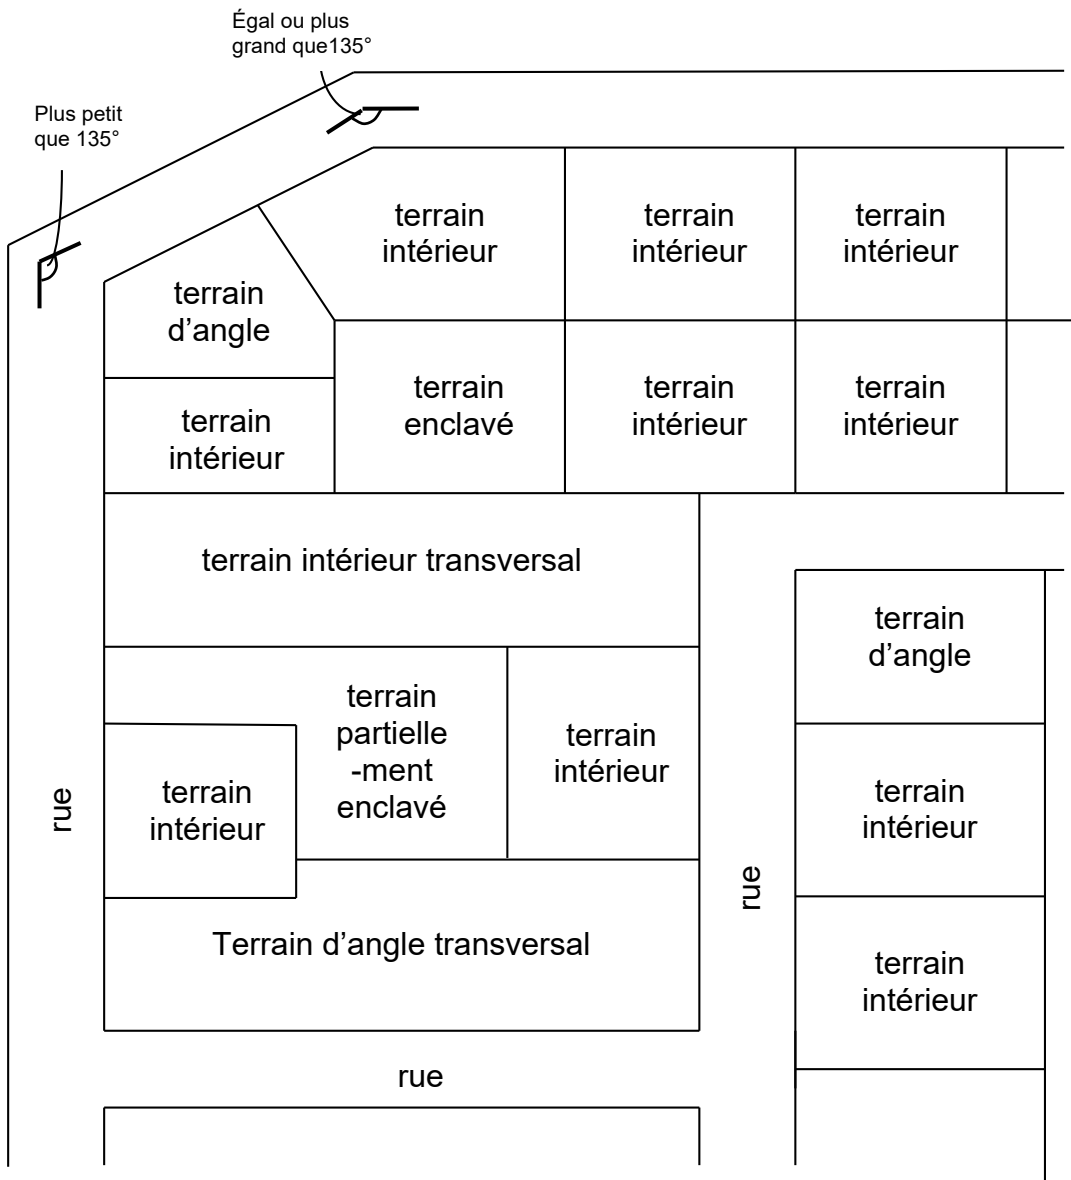 Égal ou plus
grand que135°
Plus petit
que 135°
terrain
intérieur
terrain
intérieur
terrain
intérieur
terrain
d’angle
terrain
enclavé
terrain
intérieur
terrain
intérieur
terrain
intérieur
terrain intérieur transversal
terrain
d’angle
terrain
partielle
-ment
enclavé
terrain
intérieur
terrain
intérieur
terrain
intérieur
rue
rue
Terrain d’angle transversal
terrain
intérieur
rue